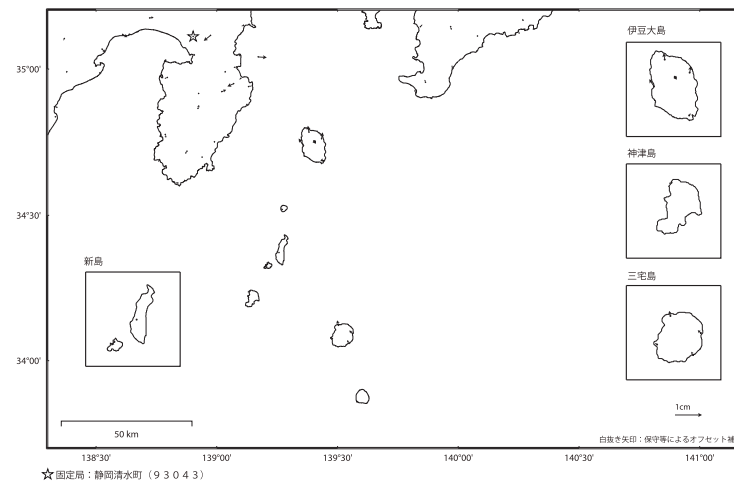 伊豆大島
35°00′
神津島
34°30′
新島
三宅島
34°00′
1cm
50 km
白抜き矢印：保守等によるオフセット補
138°30′
139°00′
139°30′
140°00′
140°30′
141°00′
☆固定局：静岡清水町（９３０４３）